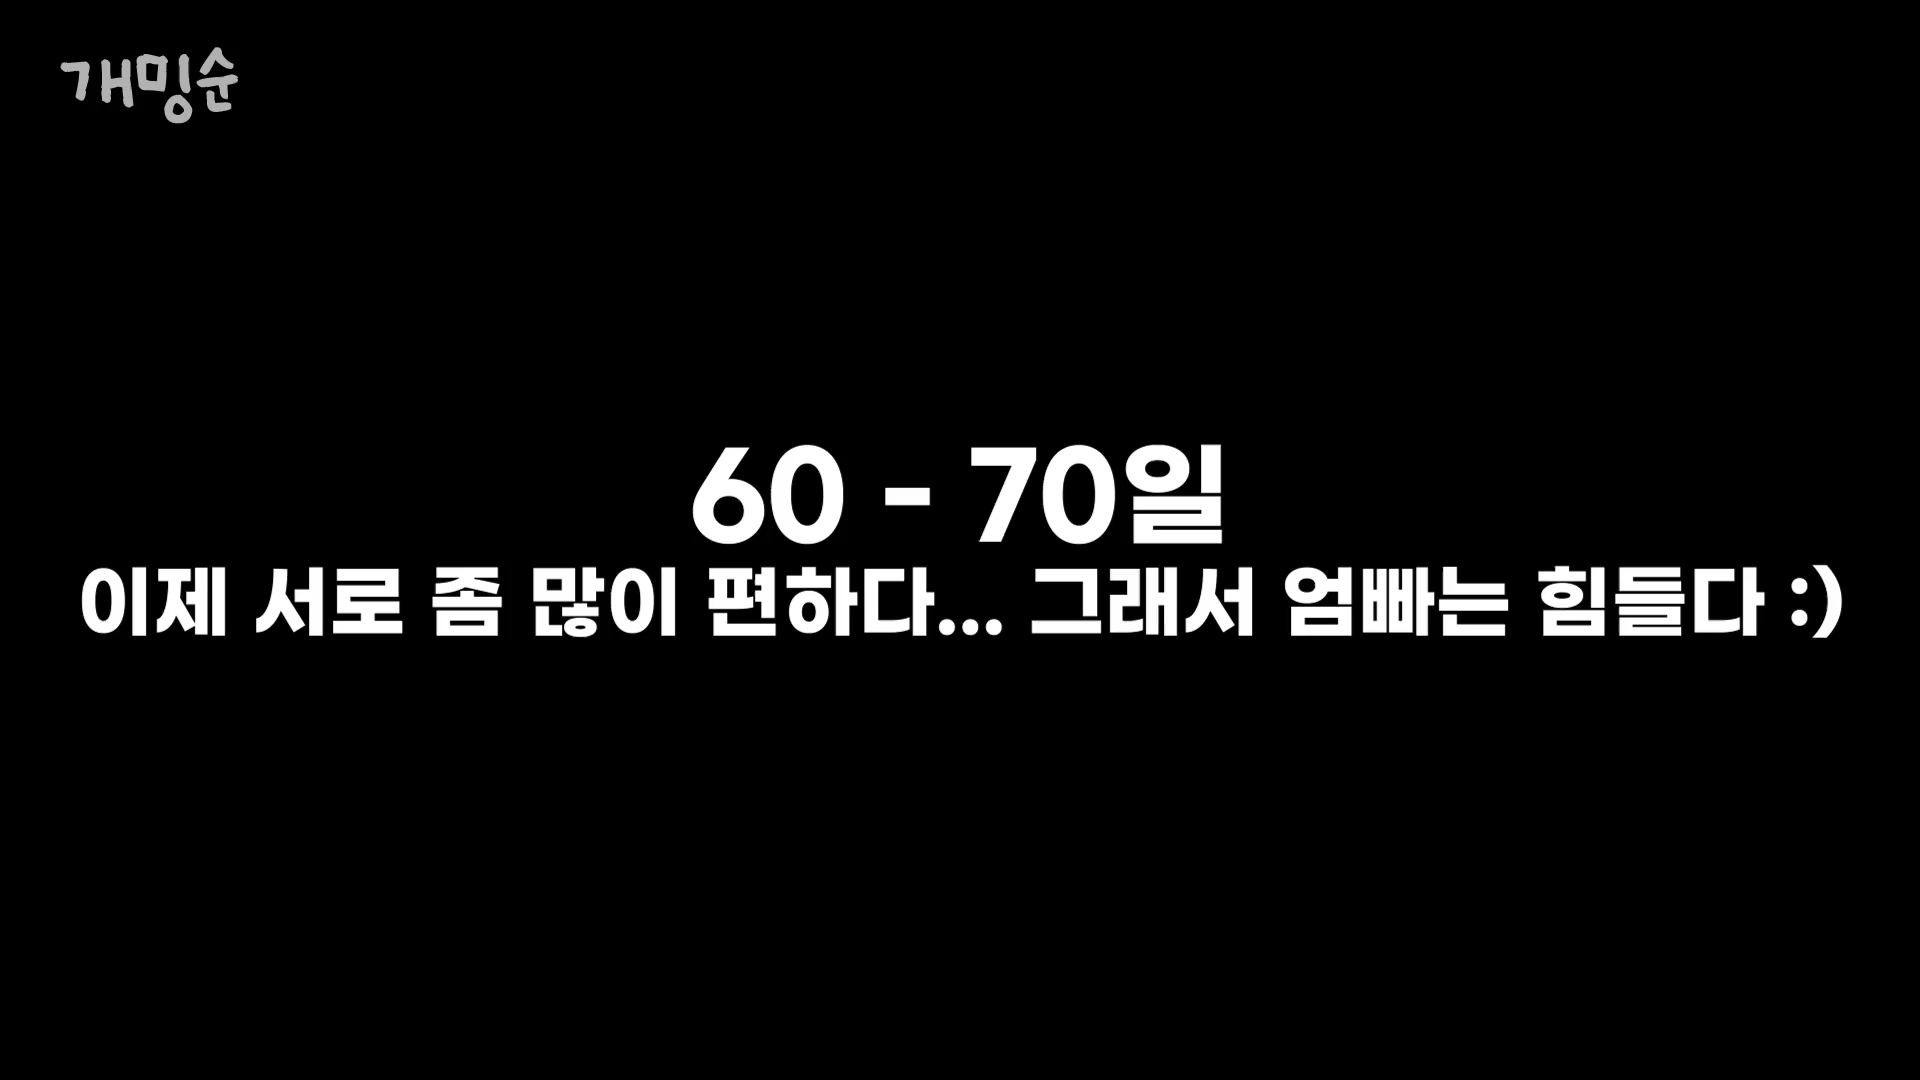 개밍순
60 - 70일
이제 서로 좀 많이 편하다... 그래서 엄빠는 힘들다 :)